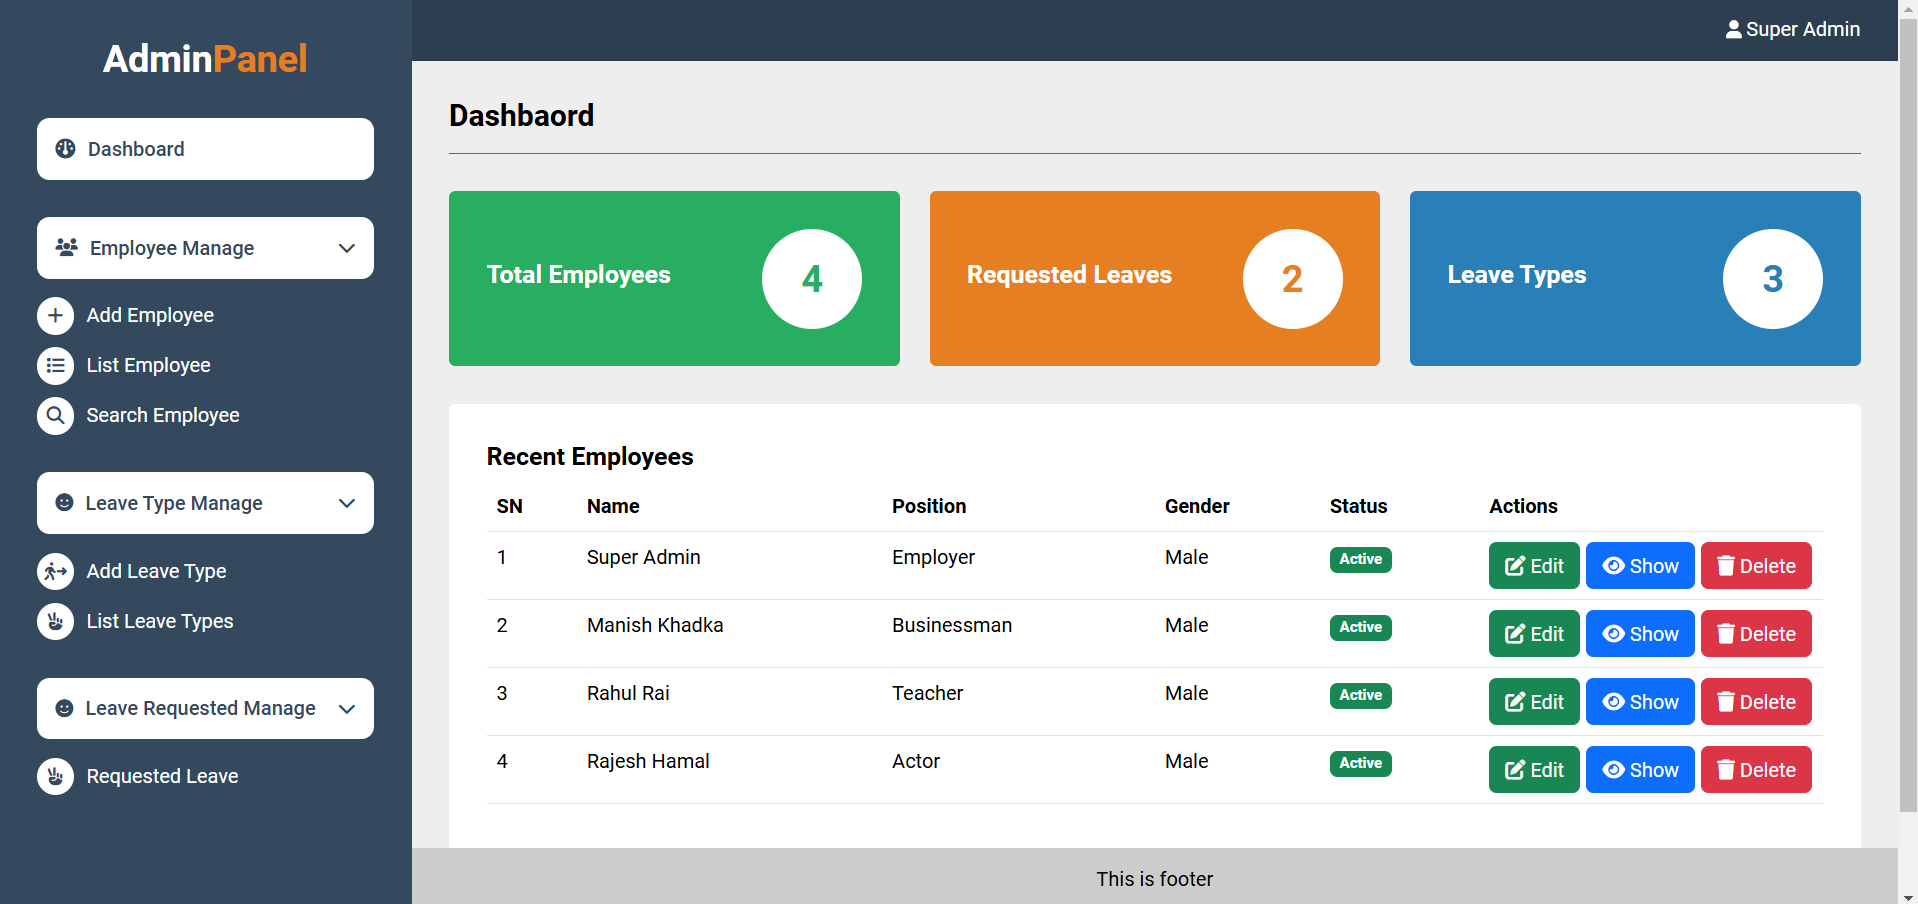 AdminPanel
Super Admin
Dashboard
Employee Manage
Add Employee
List Employee
Search Employee
Leave Type Manage
Add Leave Type
List Leave Types
Leave Requested Manage
Requested Leave
Dashbaord
Total Employees 4
Requested Leaves 2
Leave Types 3
Recent Employees
SN Name Position Gender Status Actions
1 Super Admin Employer Male Active Edit Show Delete
2 Manish Khadka Businessman Male Active Edit Show Delete
3 Rahul Rai Teacher Male Active Edit Show Delete
4 Rajesh Hamal Actor Male Active Edit Show Delete
This is footer